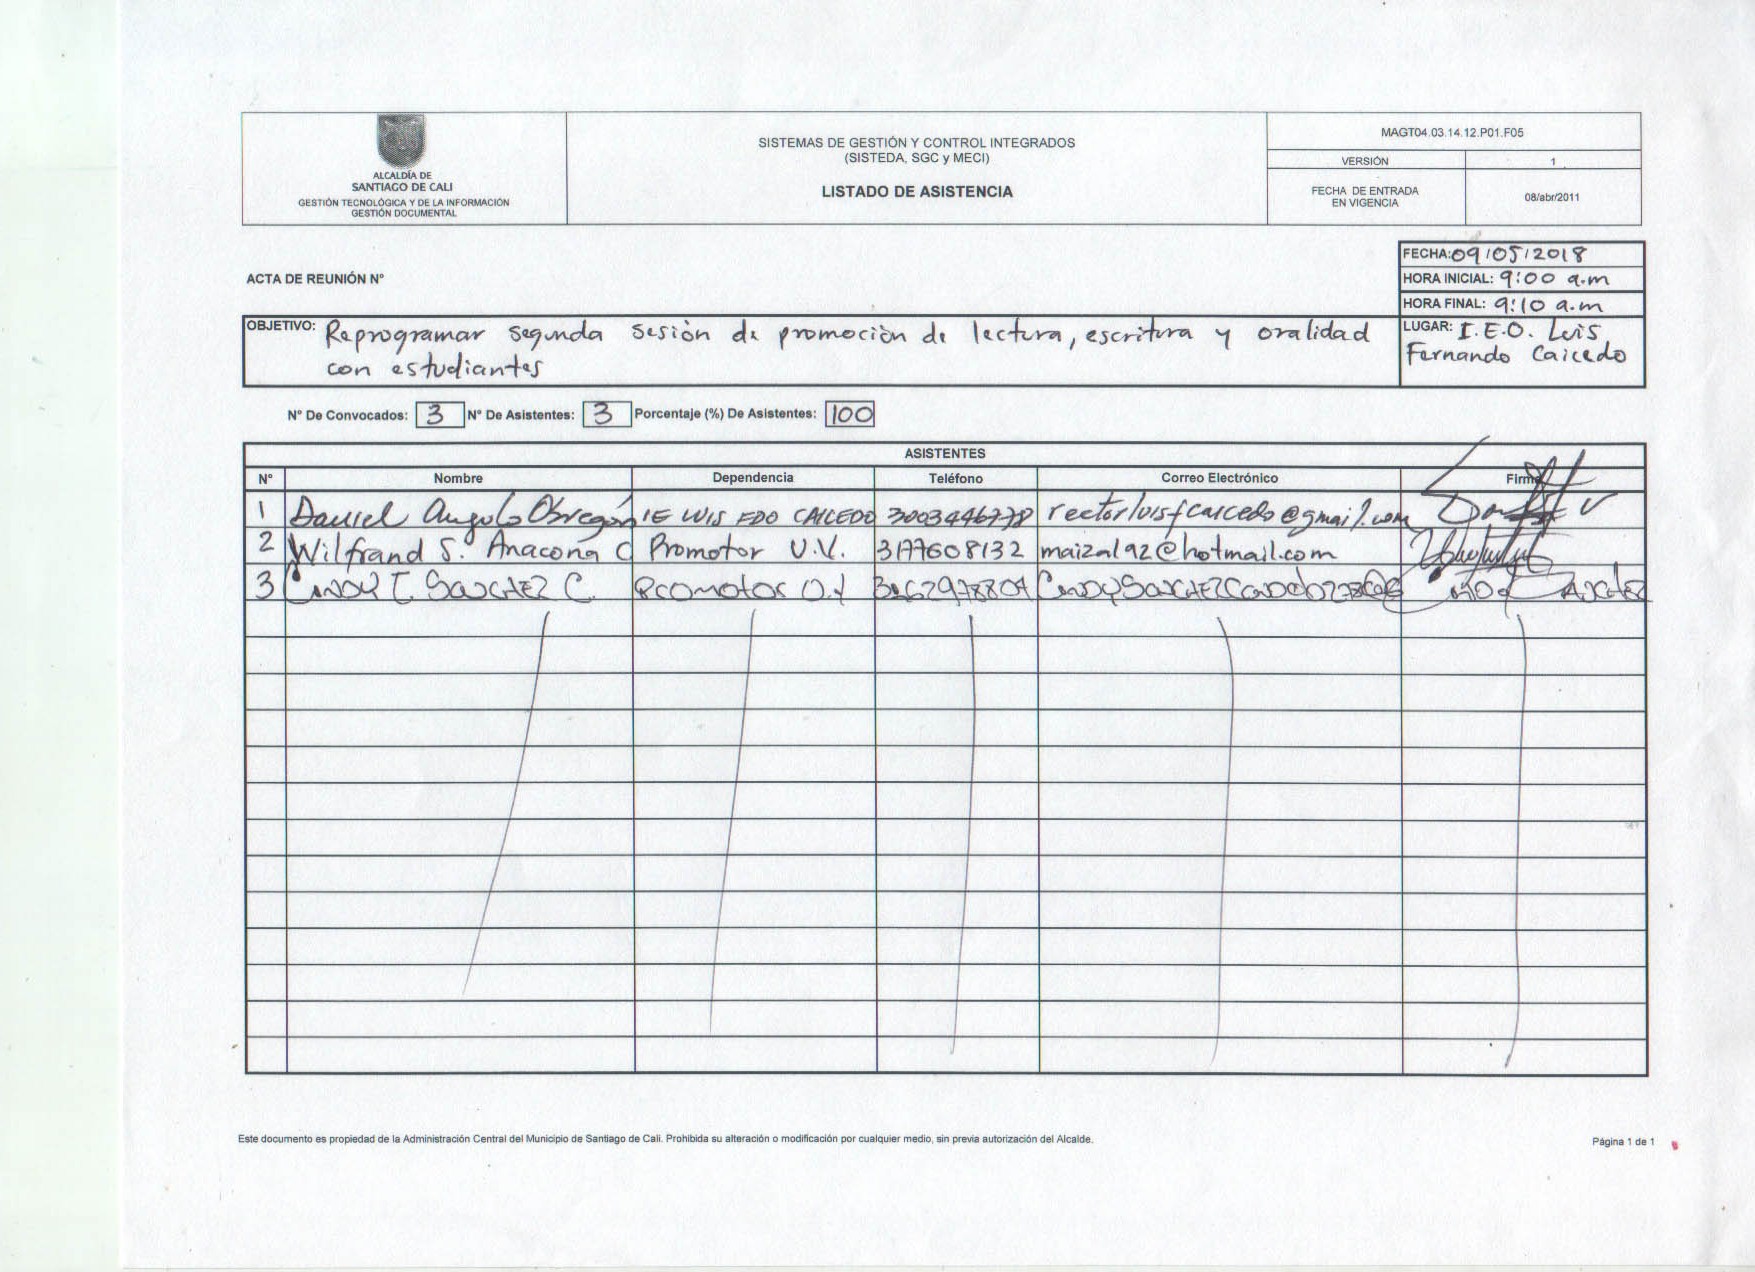 ALCALDÍA DE
SANTIAGO DE CALI
GESTIÓN TECNOLÓGICA Y DE LA INFORMACIÓN
GESTIÓN DOCUMENTAL
SISTEMAS DE GESTIÓN Y CONTROL INTEGRADOS
(SISTEDA, SGC y MECI)
LISTADO DE ASISTENCIA
MAGT04.03.14.12.P01.F05
VERSIÓN 1
FECHA DE ENTRADA
EN VIGENCIA
08/abr/2011
ACTA DE REUNIÓN N°
FECHA: 09/05/2018
HORA INICIAL: 9:00 a.m
HORA FINAL: 9:10 a.m
LUGAR: I.E.O. Luis
Fernando Caicedo
OBJETIVO: Reprogramar segunda sesión de promoción de lectura, escritura y oralidad
con estudiantes
N° De Convocados: 3 N° De Asistentes: 3 Porcentaje (%) De Asistentes: 100
ASISTENTES
N° Nombre Dependencia Teléfono Correo Electrónico Firma
1 Daniel Angulo Obregón IE LUIS FDO CAICEDO 3003446778 rectorluisfcaicedo@gmail.com
2 Wilfrand S. Anacona C Promotor U.V. 3177608132 maizal92@hotmail.com
3 SANCHEZ C. Promotor
Este documento es propiedad de la Administración Central del Municipio de Santiago de Cali. Prohibida su alteración o modificación por cualquier medio, sin previa autorización del Alcalde.
Página 1 de 1